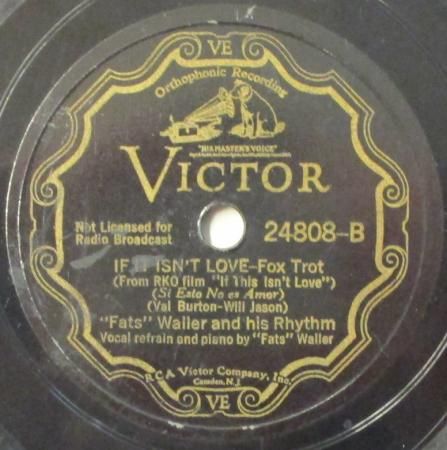 VE
Orthophonic Recording
"HIS MASTER'S VOICE"
VICTOR
Not Licensed for
Radio Broadcast
24808-B
IF IT ISN'T LOVE-Fox Trot
(From RKO film "If This Isn't Love")
(Si Esto No es Amor)
(Val Burton-Will Jason)
"Fats" Waller and his Rhythm
Vocal refrain and piano by "Fats" Waller
RCA Victor Company, Inc.
Camden, N.J.
VE